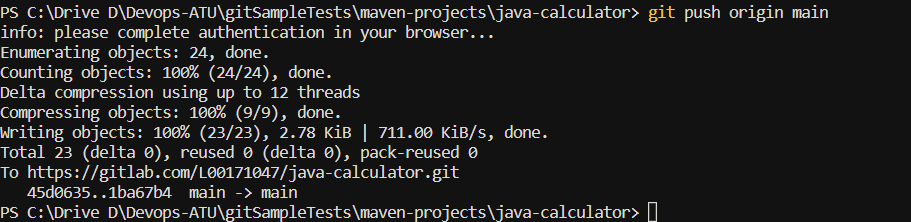 PS C:\Drive D\Devops-ATU\gitSampleTests\maven-projects\java-calculator> git push origin main
info: please complete authentication in your browser...
Enumerating objects: 24, done.
Counting objects: 100% (24/24), done.
Delta compression using up to 12 threads
Compressing objects: 100% (9/9), done.
Writing objects: 100% (23/23), 2.78 KiB | 711.00 KiB/s, done.
Total 23 (delta 0), reused 0 (delta 0), pack-reused 0
To https://gitlab.com/L00171047/java-calculator.git
   45d0635..1ba67b4  main -> main
PS C:\Drive D\Devops-ATU\gitSampleTests\maven-projects\java-calculator>